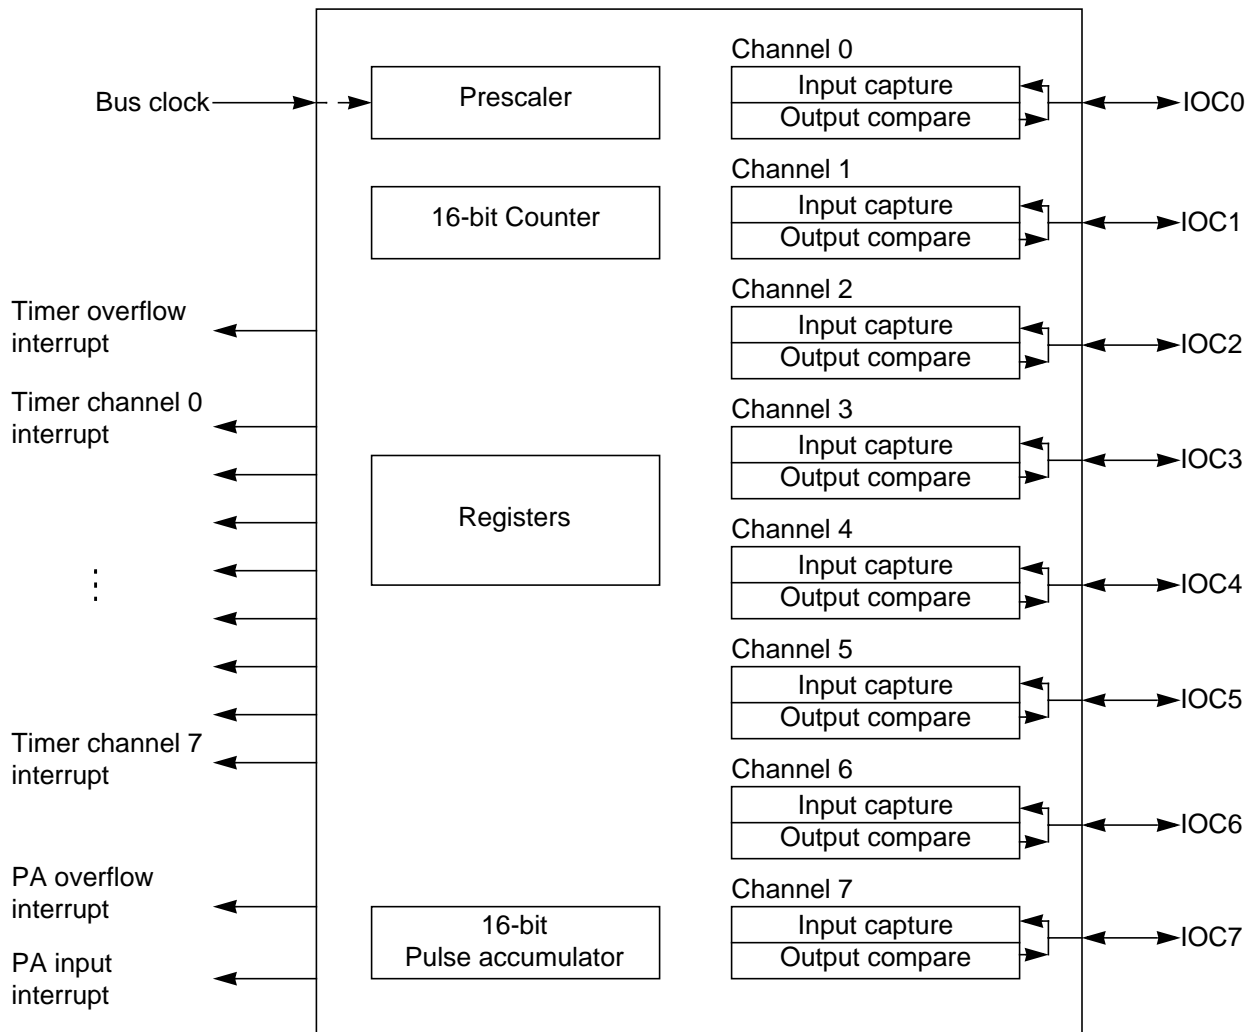 Channel 0
Bus clock
Prescaler
Input capture
Output compare
IOC0
Channel 1
16-bit Counter
Input capture
Output compare
IOC1
Timer overflow
interrupt
Channel 2
Input capture
Output compare
IOC2
Timer channel 0
interrupt
Channel 3
Input capture
Output compare
IOC3
Registers
Channel 4
Input capture
Output compare
IOC4
Channel 5
Input capture
Output compare
IOC5
Timer channel 7
interrupt
Channel 6
Input capture
Output compare
IOC6
PA overflow
interrupt
16-bit
Pulse accumulator
Channel 7
Input capture
Output compare
IOC7
PA input
interrupt